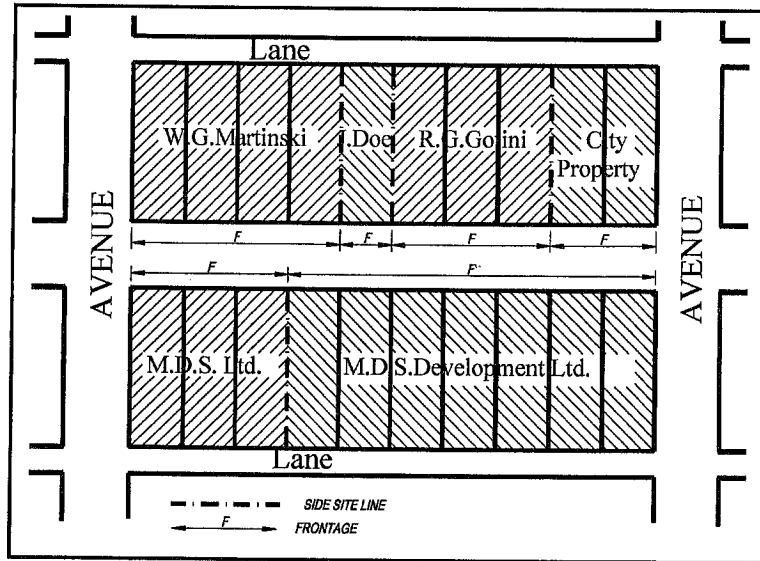 Lane
W.G.Martinski
.Doe
R.G.Gorini
City
Property
AVENUE
AVENUE
F
F
F
F
F
F
M.D.S. Ltd.
M.D.S.Development Ltd.
Lane
SIDE SITE LINE
F
FRONTAGE